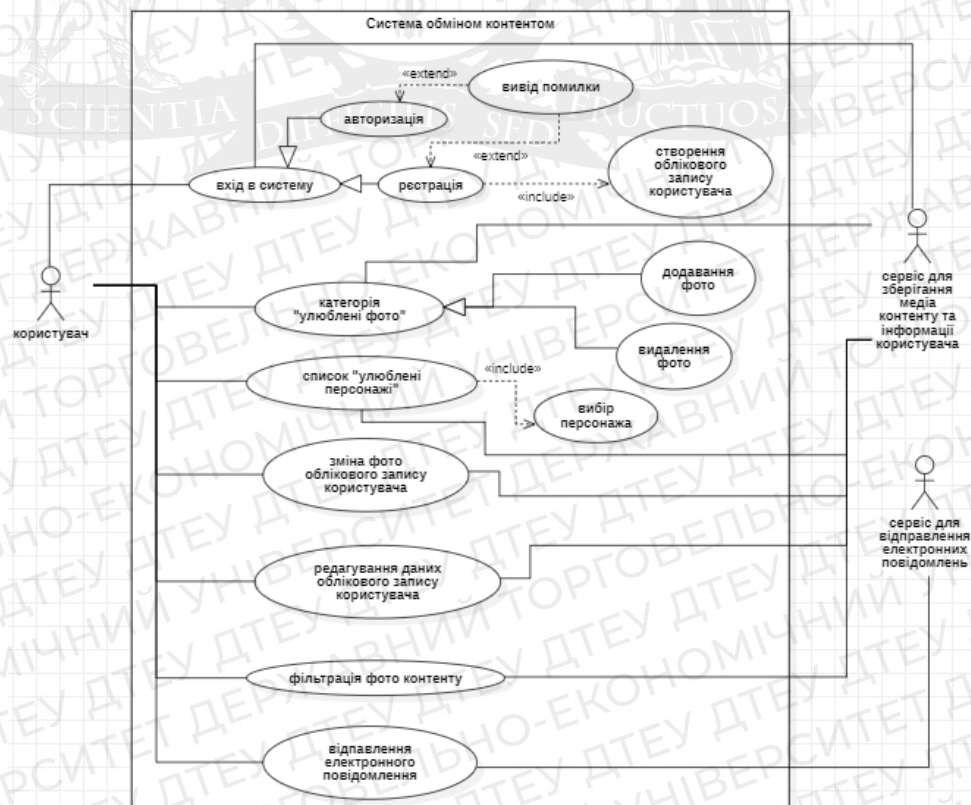 Система обміном контентом
«extend»
вивід помилки
авторизація
«extend»
створення
облікового
запису
користувача
вхід в систему
рєстрація
«include»
користувач
категорія
"улюблені фото"
додавання
фото
видалення
фото
сервіс для
зберігання
медіа
контенту та
інформації
користувача
список "улюблені
персонажі"
«include»
вибір
персонажа
зміна фото
облікового запису
користувача
сервіс для
відправлення
електронних
повідомлень
редагування даних
облікового запису
користувача
фільтрація фото контенту
відпавлення
електронного
повідомлення
SCIENTIA